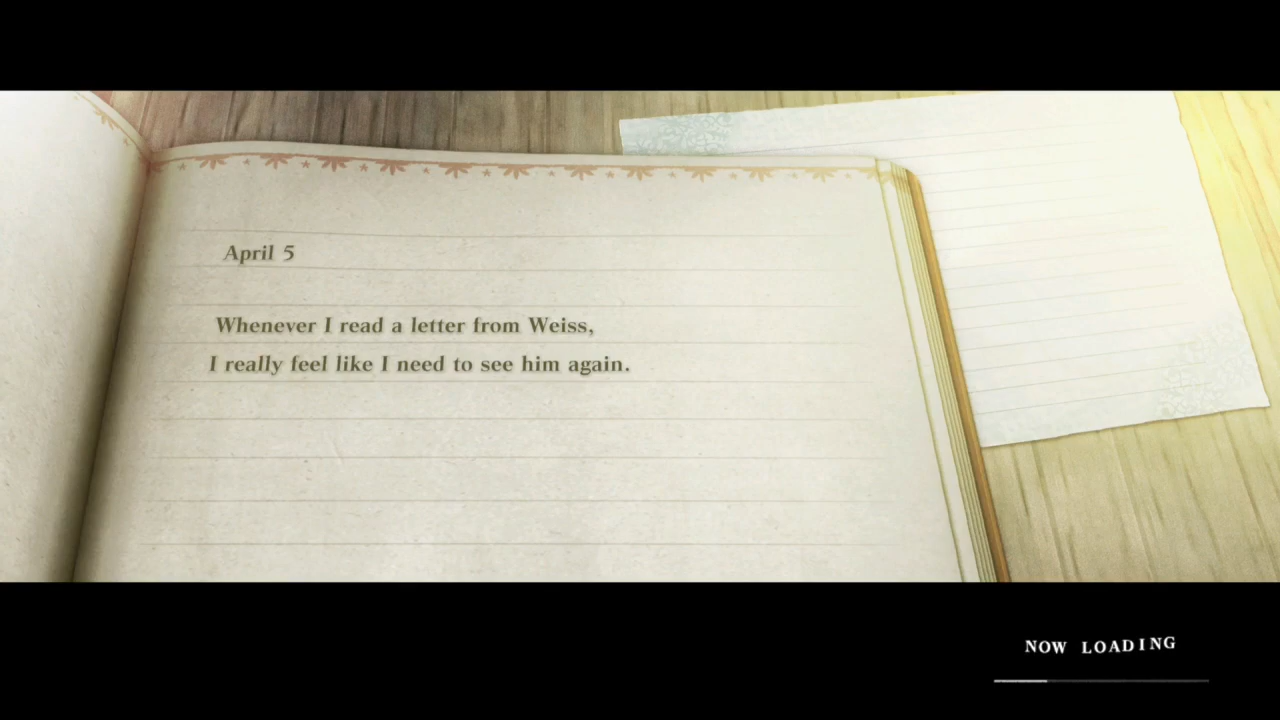 April 5
Whenever I read a letter from Weiss,
I really feel like I need to see him again.
NOW LOADING